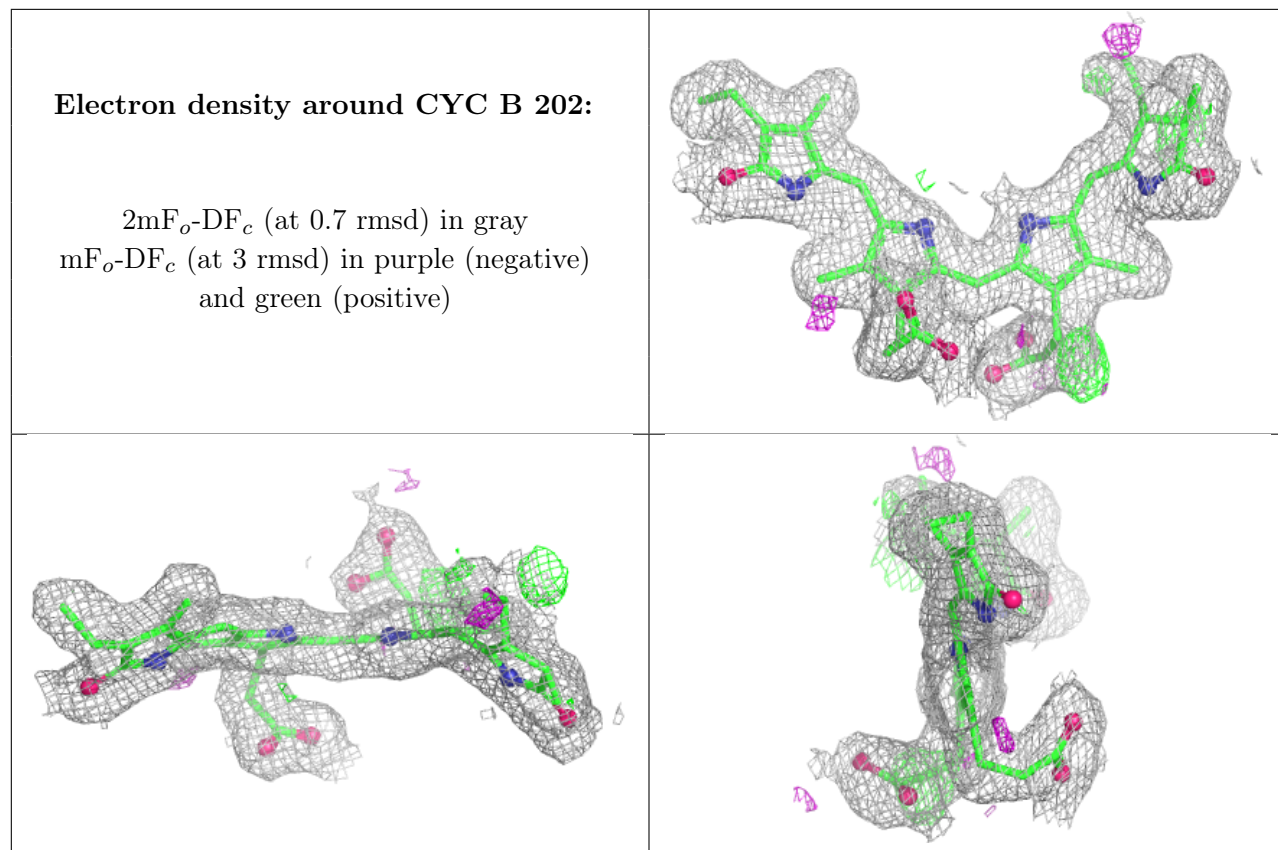 Electron density around CYC B 202:
2mFₒ-DF𝒸 (at 0.7 rmsd) in gray
mFₒ-DF𝒸 (at 3 rmsd) in purple (negative)
and green (positive)